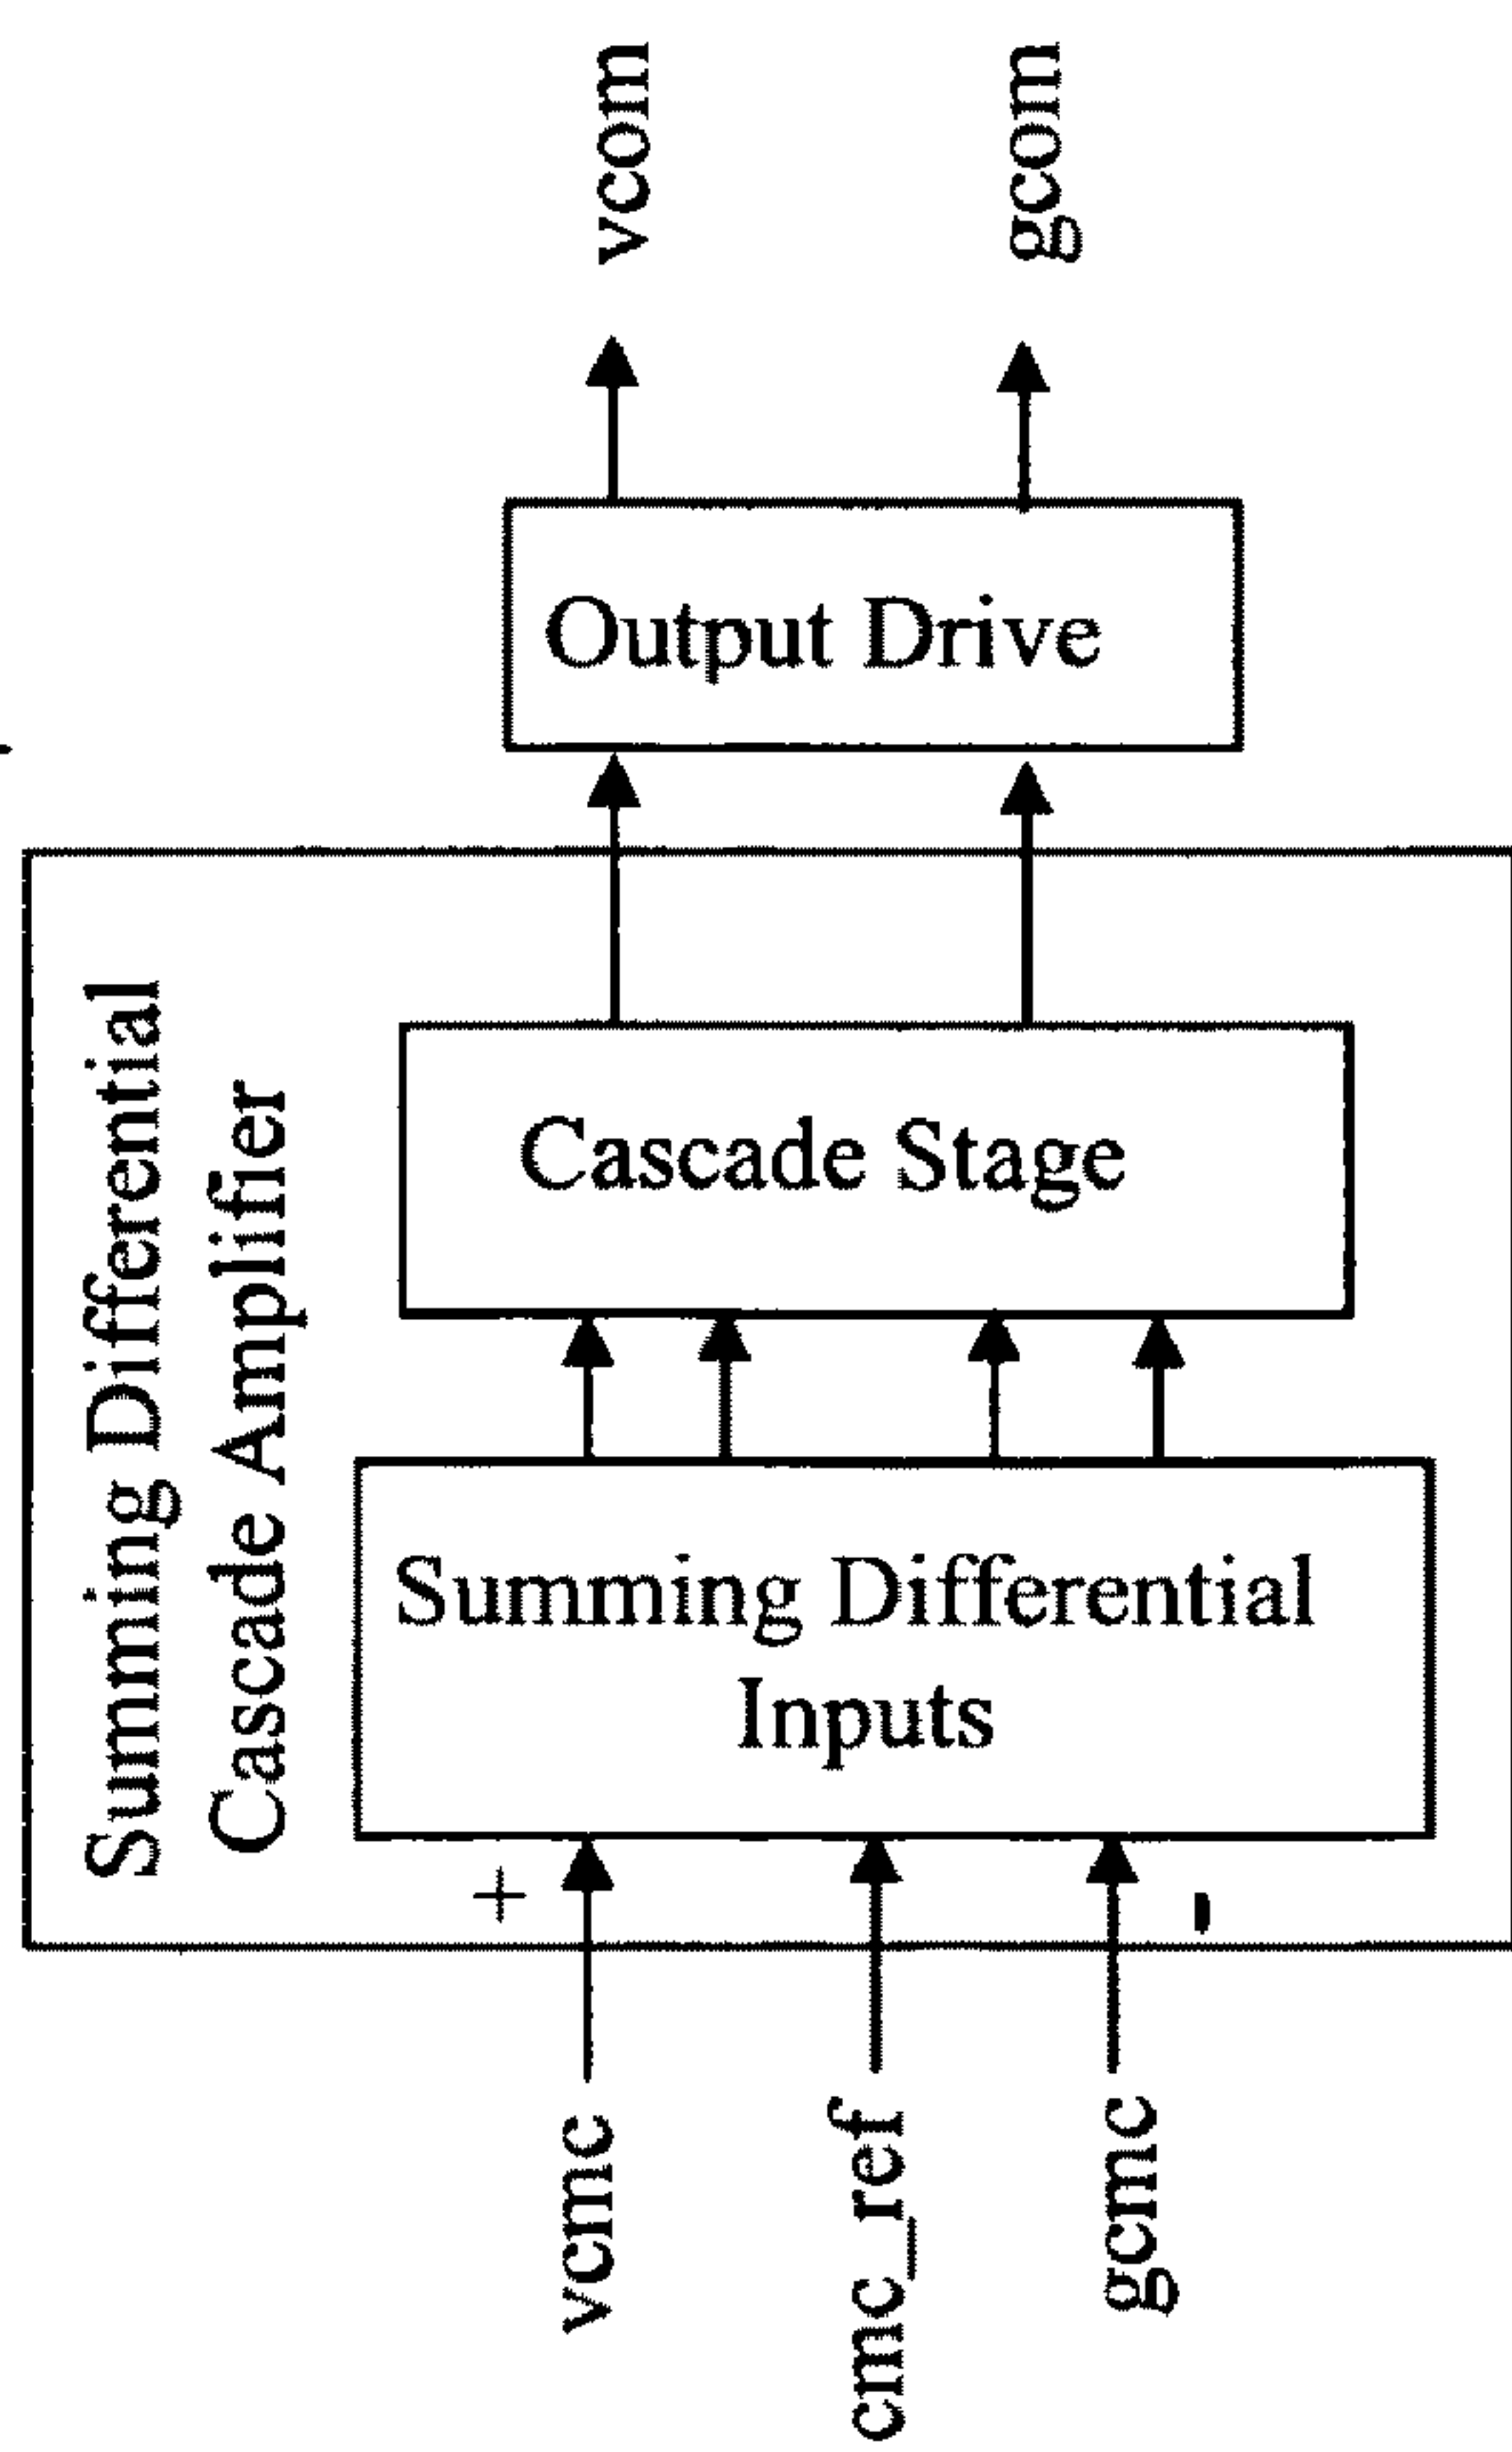 vcom
gcom
Output Drive
Summing Differential
Cascade Amplifier
Cascade Stage
Summing Differential
Inputs
+
-
vcmc
cmc_ref
gcmc